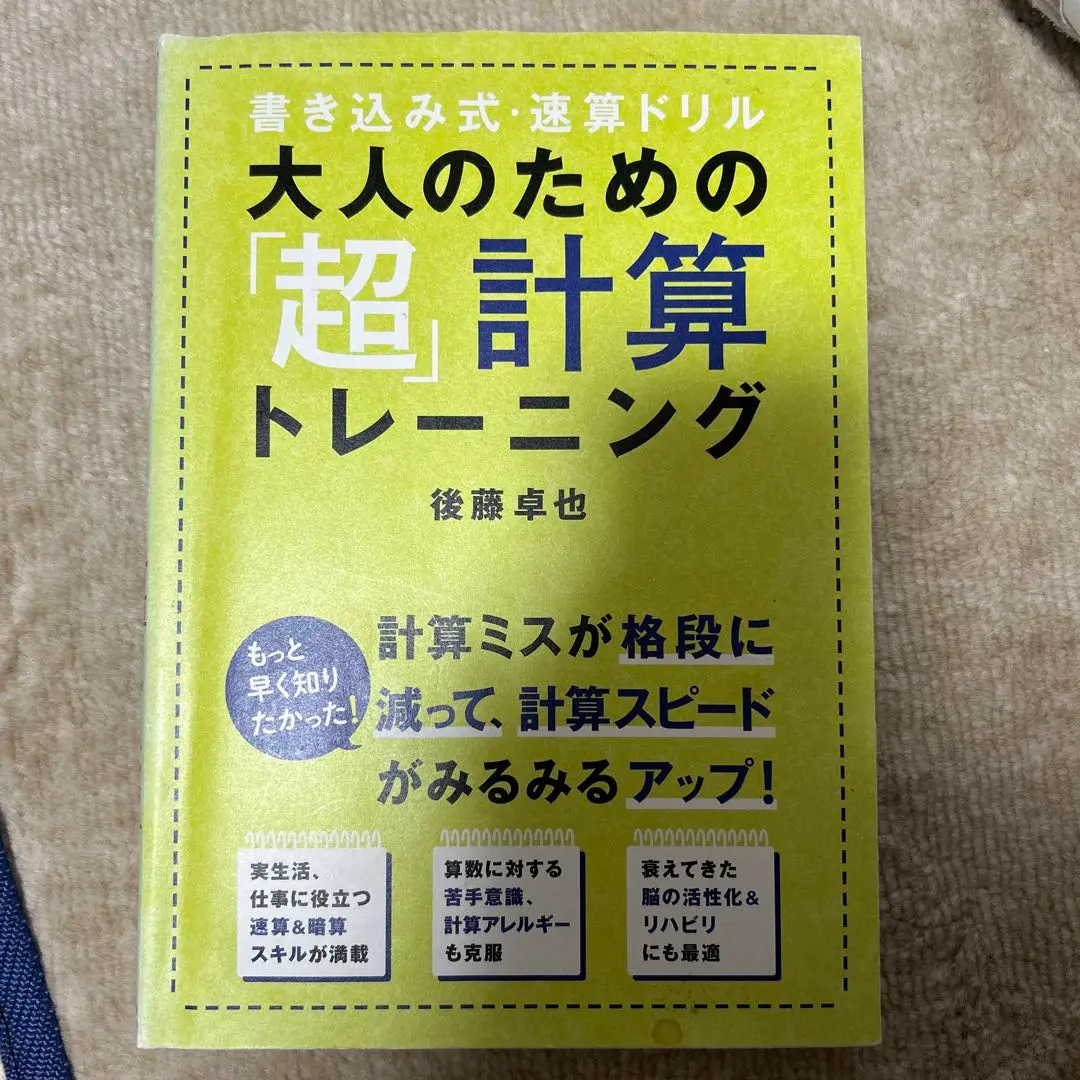 書き込み式・速算ドリル
大人のための
「超」計算
トレーニング
後藤卓也
もっと
早く知り
たかった!
計算ミスが格段に
減って、計算スピード
がみるみるアップ!
実生活、
仕事に役立つ
速算&暗算
スキルが満載
算数に対する
苦手意識、
計算アレルギー
も克服
衰えてきた
脳の活性化&
リハビリ
にも最適